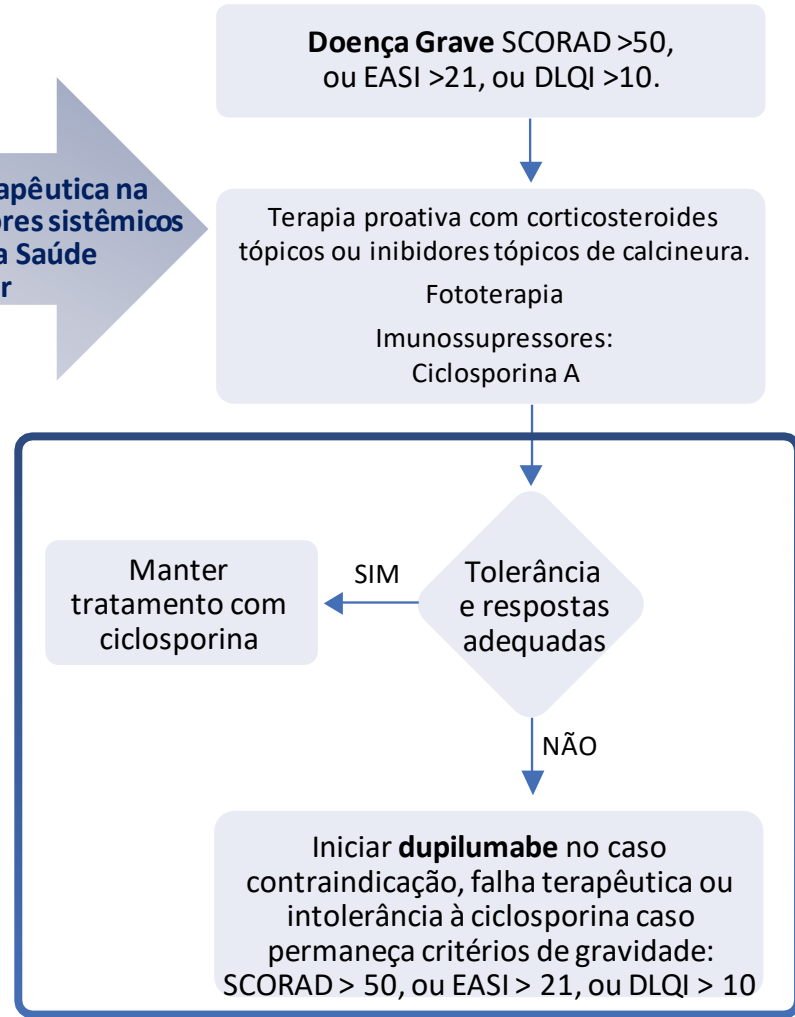 Doença Grave SCORAD >50,
ou EASI >21, ou DLQI >10.
Terapia proativa com corticosteroides
tópicos ou inibidores tópicos de calcineura.
Fototerapia
Imunossupressores:
Ciclosporina A
apêutica na
res sistêmicos
a Saúde
r
Tolerância
e respostas
adequadas
SIM
Manter
tratamento com
ciclosporina
NÃO
Iniciar dupilumabe no caso
contraindicação, falha terapêutica ou
intolerância à ciclosporina caso
permaneça critérios de gravidade:
SCORAD > 50, ou EASI > 21, ou DLQI > 10